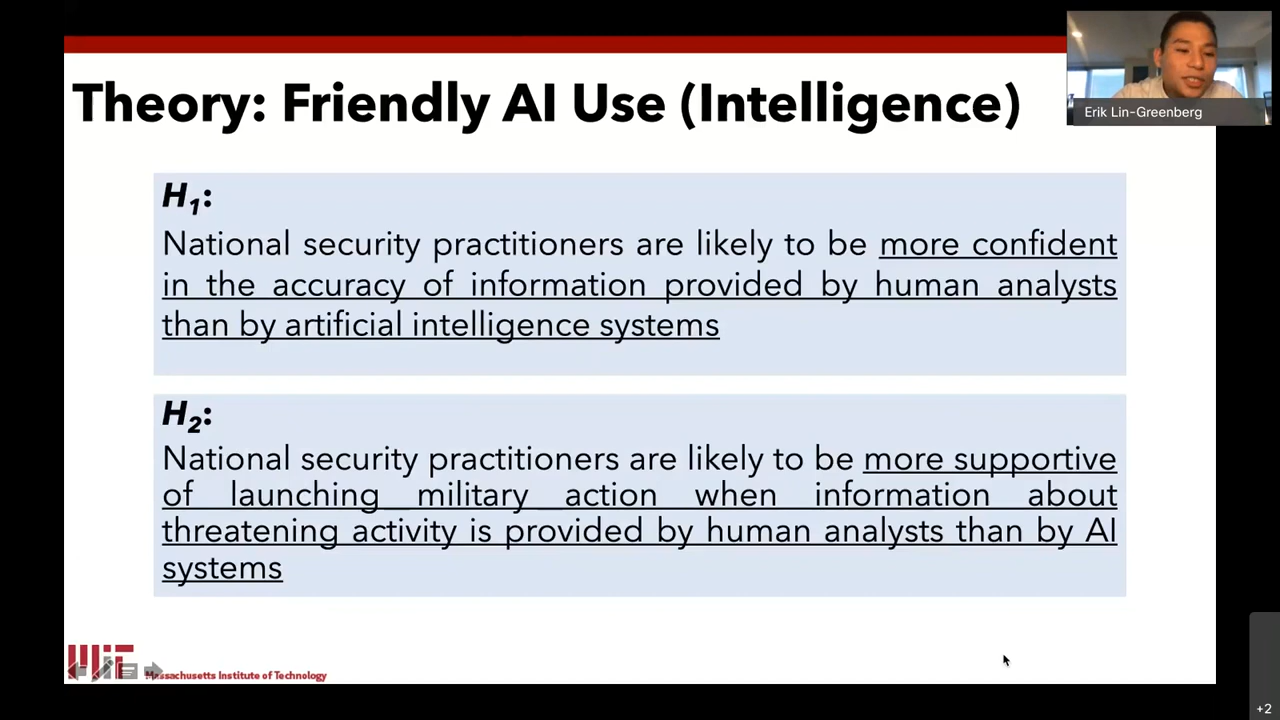 Theory: Friendly AI Use (Intelligence)
Erik Lin-Greenberg
H1:
National security practitioners are likely to be more confident
in the accuracy of information provided by human analysts
than by artificial intelligence systems
H2:
National security practitioners are likely to be more supportive
of launching military action when information about
threatening activity is provided by human analysts than by AI
systems
MIT
Massachusetts Institute of Technology
+2